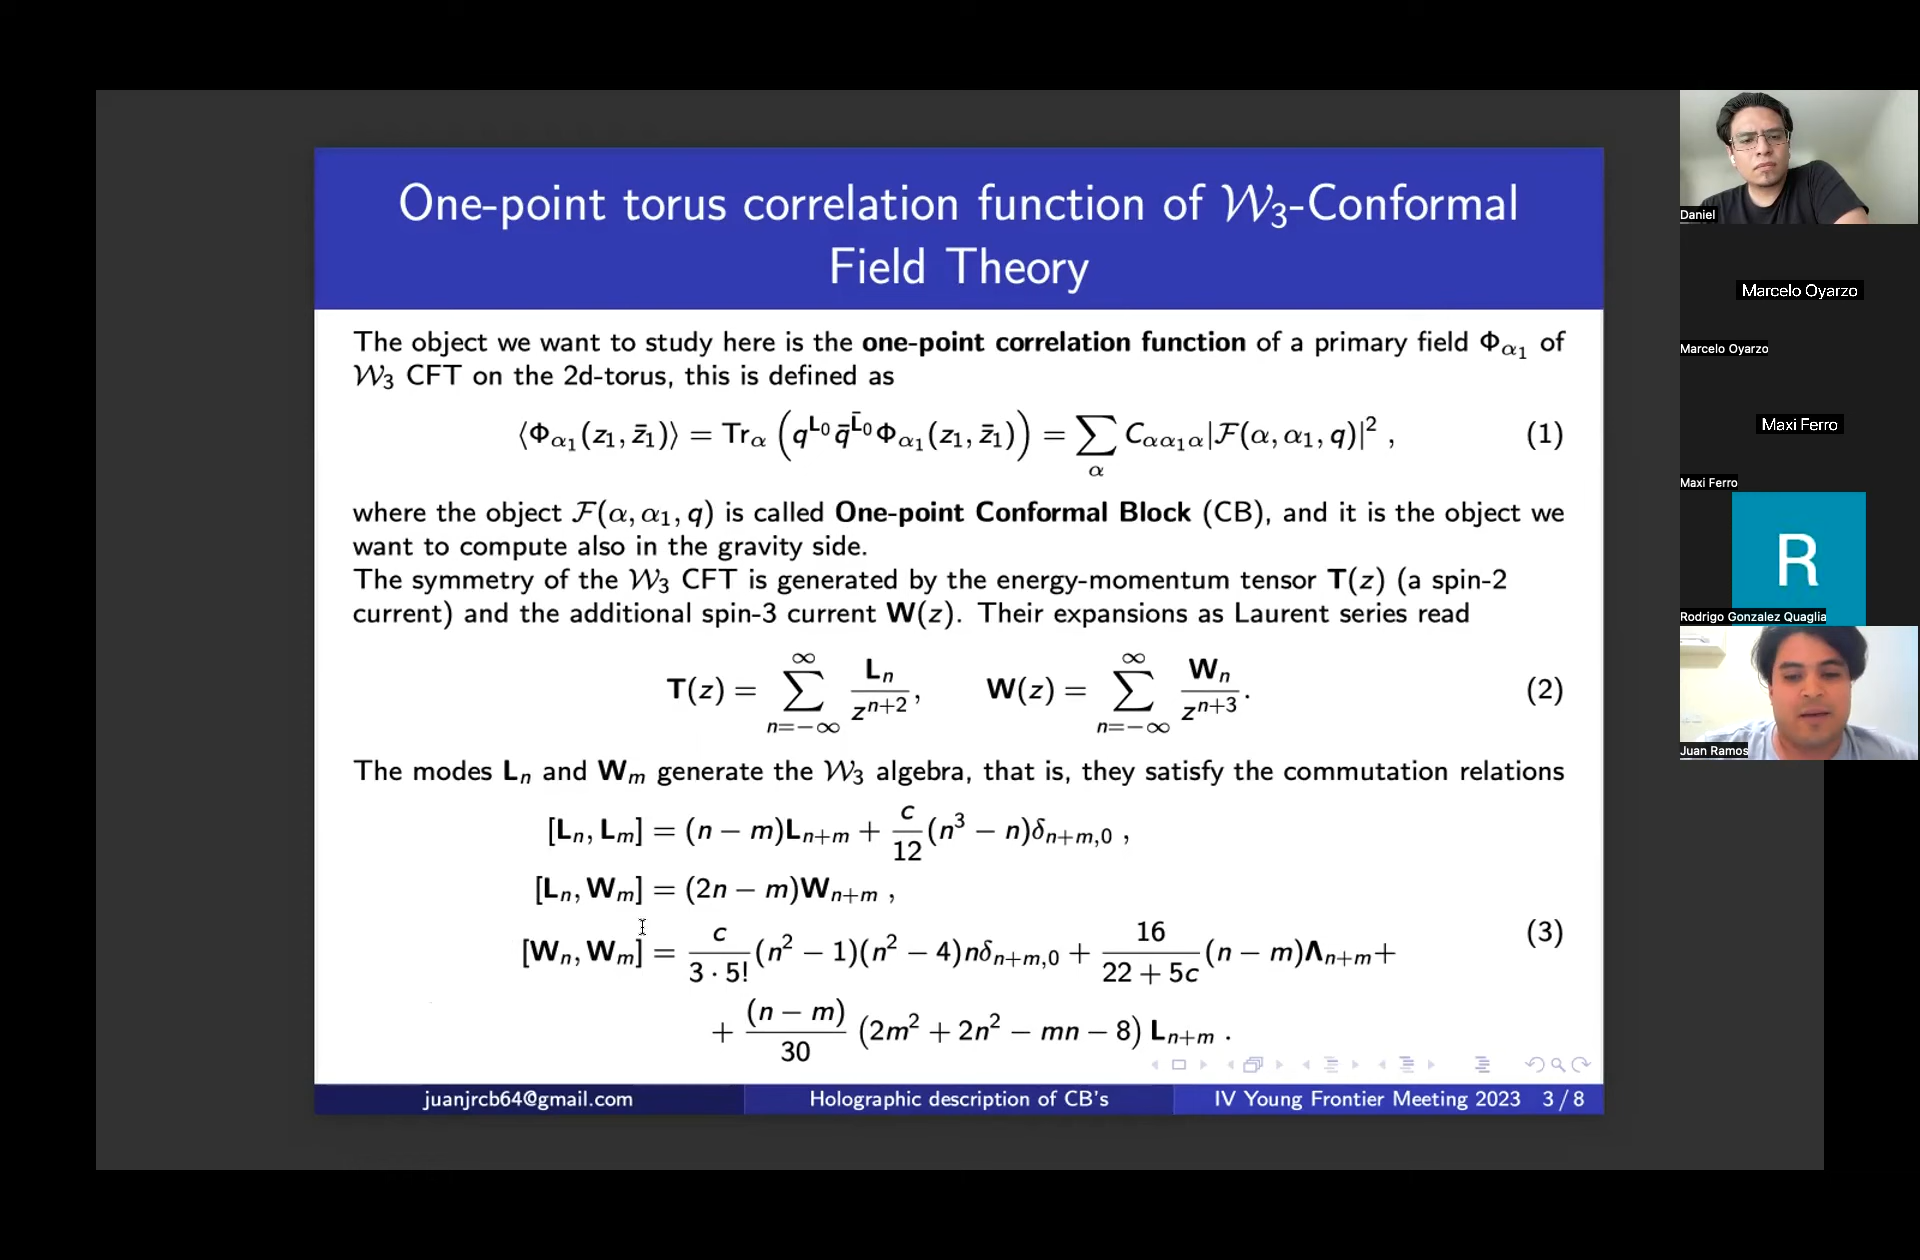 One-point torus correlation function of 𝒲₃-Conformal
Field Theory
The object we want to study here is the one-point correlation function of a primary field Φ_{α₁} of
𝒲₃ CFT on the 2d-torus, this is defined as
⟨Φ_{α₁}(z₁, z̄₁)⟩ = Tr_α (q^{L₀} q̄^{L̄₀} Φ_{α₁}(z₁, z̄₁)) = ∑_α C_{αα₁α}|ℱ(α, α₁, q)|² , (1)
where the object ℱ(α, α₁, q) is called One-point Conformal Block (CB), and it is the object we
want to compute also in the gravity side.
The symmetry of the 𝒲₃ CFT is generated by the energy-momentum tensor T(z) (a spin-2
current) and the additional spin-3 current W(z). Their expansions as Laurent series read
T(z) = ∑_{n=−∞}^{∞} L_n / z^{n+2}, W(z) = ∑_{n=−∞}^{∞} W_n / z^{n+3}. (2)
The modes L_n and W_m generate the 𝒲₃ algebra, that is, they satisfy the commutation relations
[L_n, L_m] = (n − m)L_{n+m} + c/12 (n³ − n)δ_{n+m,0} ,
[L_n, W_m] = (2n − m)W_{n+m} ,
[W_n, W_m] = c/(3 · 5!) (n² − 1)(n² − 4)nδ_{n+m,0} + 16/(22 + 5c) (n − m)Λ_{n+m}+ (3)
+ (n − m)/30 (2m² + 2n² − mn − 8) L_{n+m} .
juanjrcb64@gmail.com Holographic description of CB's IV Young Frontier Meeting 2023 3 / 8
Daniel
Marcelo Oyarzo
Marcelo Oyarzo
Maxi Ferro
Maxi Ferro
R
Rodrigo Gonzalez Quaglia
Juan Ramos